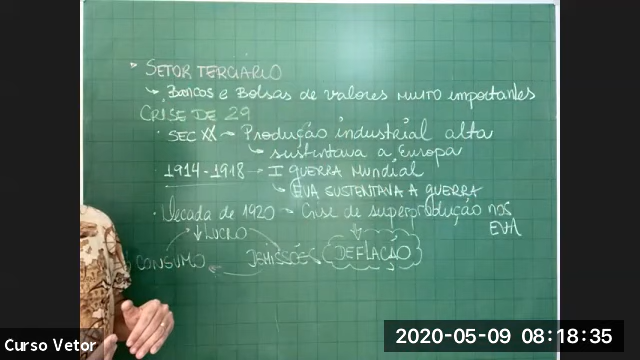 SETOR TERCIÁRIO
↳ Bancos e Bolsas de valores muito importantes
CRISE DE 29
• SEC XX → Produção industrial alta
↳ sustentava a Europa
1914-1918 → I GUERRA MUNDIAL
↳ EUA SUSTENTAVA A GUERRA
• Década de 1920 → Crise de superprodução nos EUA
↓ LUCRO
CONSUMO DEMISSÕES DEFLAÇÃO
Curso Vetor
2020-05-09 08:18:35